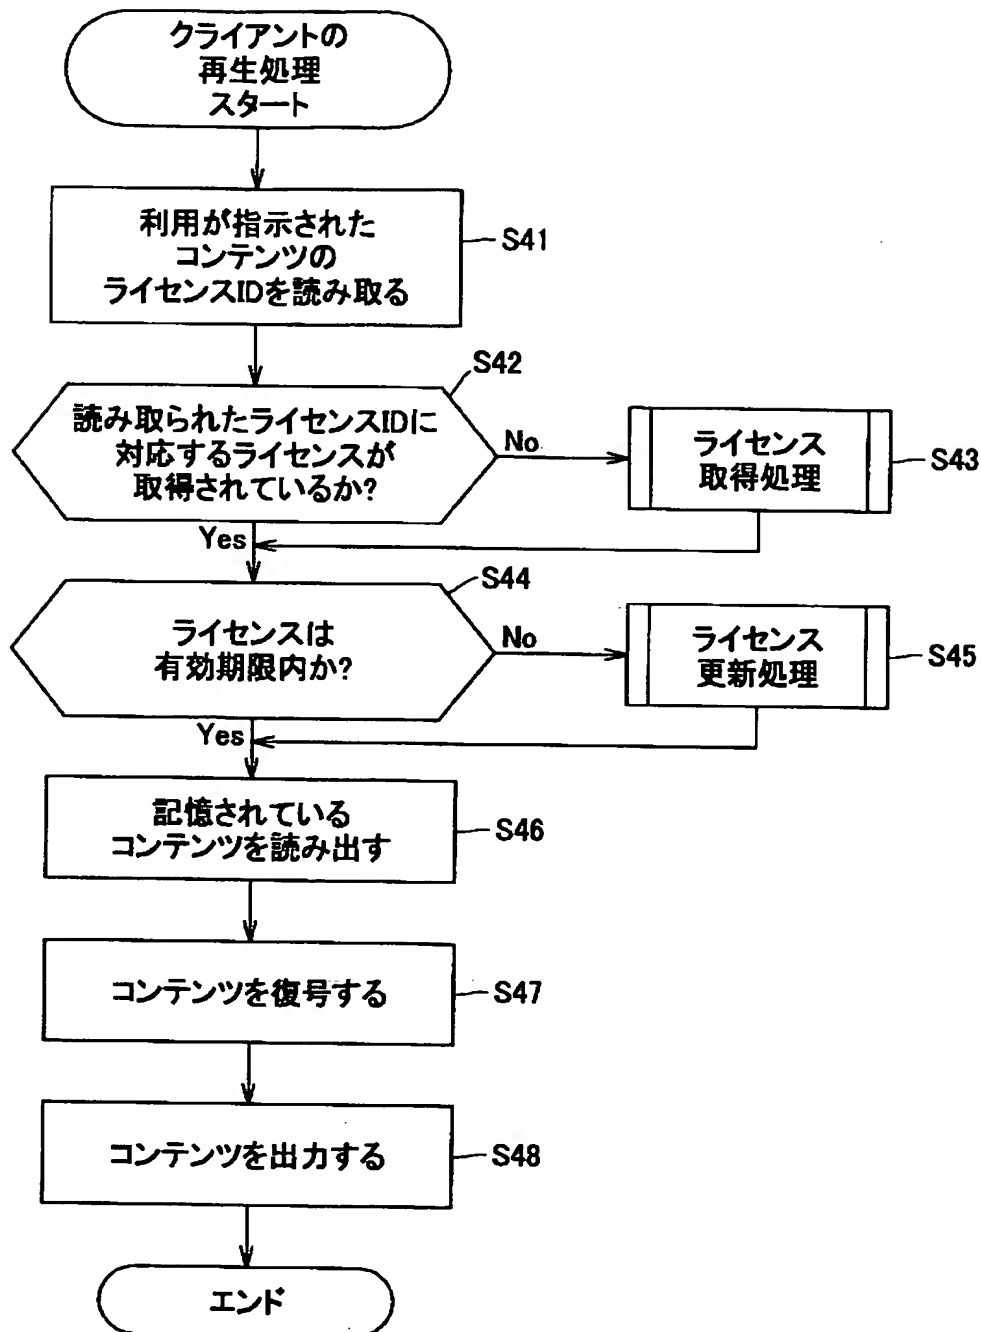 クライアントの
再生処理
スタート
利用が指示された
コンテンツの
ライセンスIDを読み取る
S41
S42
読み取られたライセンスIDに
対応するライセンスが
取得されているか?
No
ライセンス
取得処理
S43
Yes
S44
ライセンスは
有効期限内か?
No
ライセンス
更新処理
S45
Yes
記憶されている
コンテンツを読み出す
S46
コンテンツを復号する
S47
コンテンツを出力する
S48
エンド